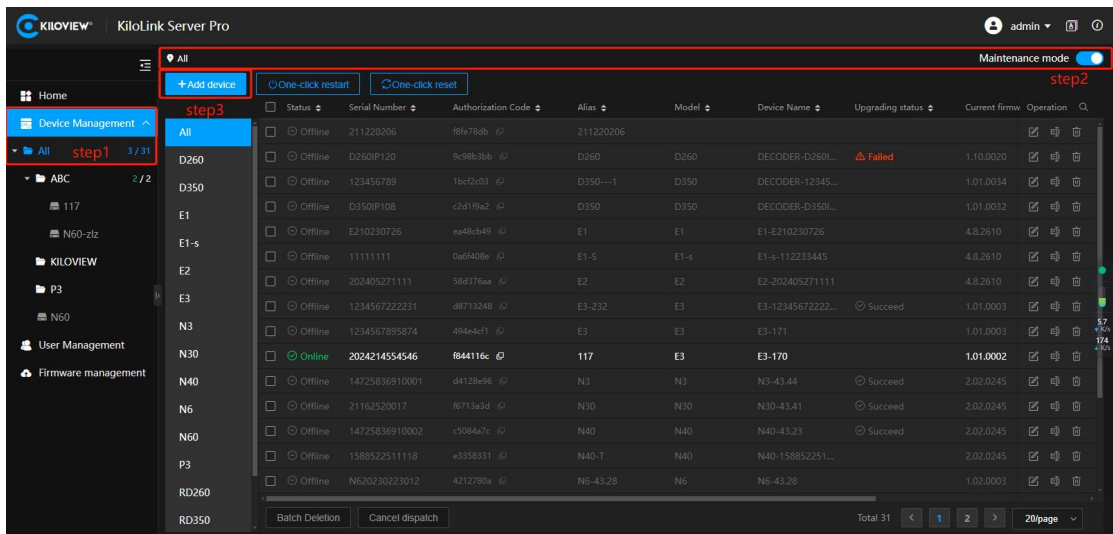 KILOVIEW® KiloLink Server Pro admin
All Maintenance mode
step2
Home
Device Management
All 3 / 31
step1
ABC 2 / 2
117
N60-zlz
KILOVIEW
P3
N60
User Management
Firmware management
+Add device One-click restart One-click reset
step3
All
D260
D350
E1
E1-s
E2
E3
N3
N30
N40
N6
N60
P3
RD260
RD350
Status Serial Number Authorization Code Alias Model Device Name Upgrading status Current firmw Operation
Offline 211220206 f8fe78db 211220206
Offline D260IP120 9c98b3bb D260 D260 DECODER-D260I... Failed 1.10.0020
Offline 123456789 1bcf2c03 D350---1 D350 DECODER-12345... 1.01.0034
Offline D350IP108 c2d1f9a2 D350 D350 DECODER-D350I... 1.01.0032
Offline E210230726 ea48cb49 E1 E1 E1-E210230726 4.8.2610
Offline 11111111 0a6f408e E1-S E1-s E1-s-112233445 4.8.2610
Offline 202405271111 58d376aa E2 E2 E2-202405271111 4.8.2610
Offline 1234567222231 d8713248 E3-232 E3 E3-12345672222... Succeed 1.01.0003
Offline 1234567895874 494e4cf1 E3 E3 E3-171 1.01.0003
Online 2024214554546 f844116c 117 E3 E3-170 1.01.0002
Offline 14725836910001 d4128e96 N3 N3 N3-43.44 Succeed 2.02.0245
Offline 21162520017 f6713a3d N30 N30 N30-43.41 Succeed 2.02.0245
Offline 14725836910002 c5084a7c N40 N40 N40-43.23 Succeed 2.02.0245
Offline 1588522511118 e3358331 N40-T N40 N40-158852251... 2.02.0245
Offline N620230223012 4212780a N6-43.28 N6 N6-43.28 1.02.0003
5.7
K/s
174
K/s
Batch Deletion Cancel dispatch Total 31 1 2 20/page